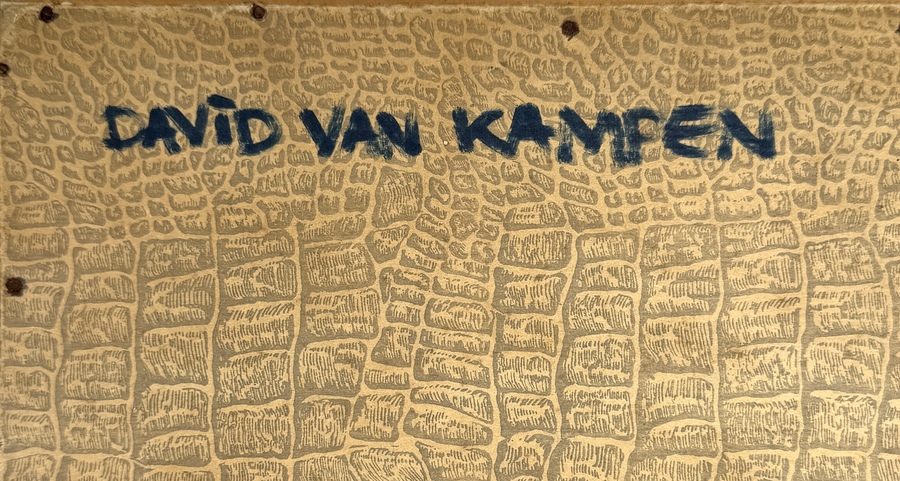 DAViD VAN KAMPEN